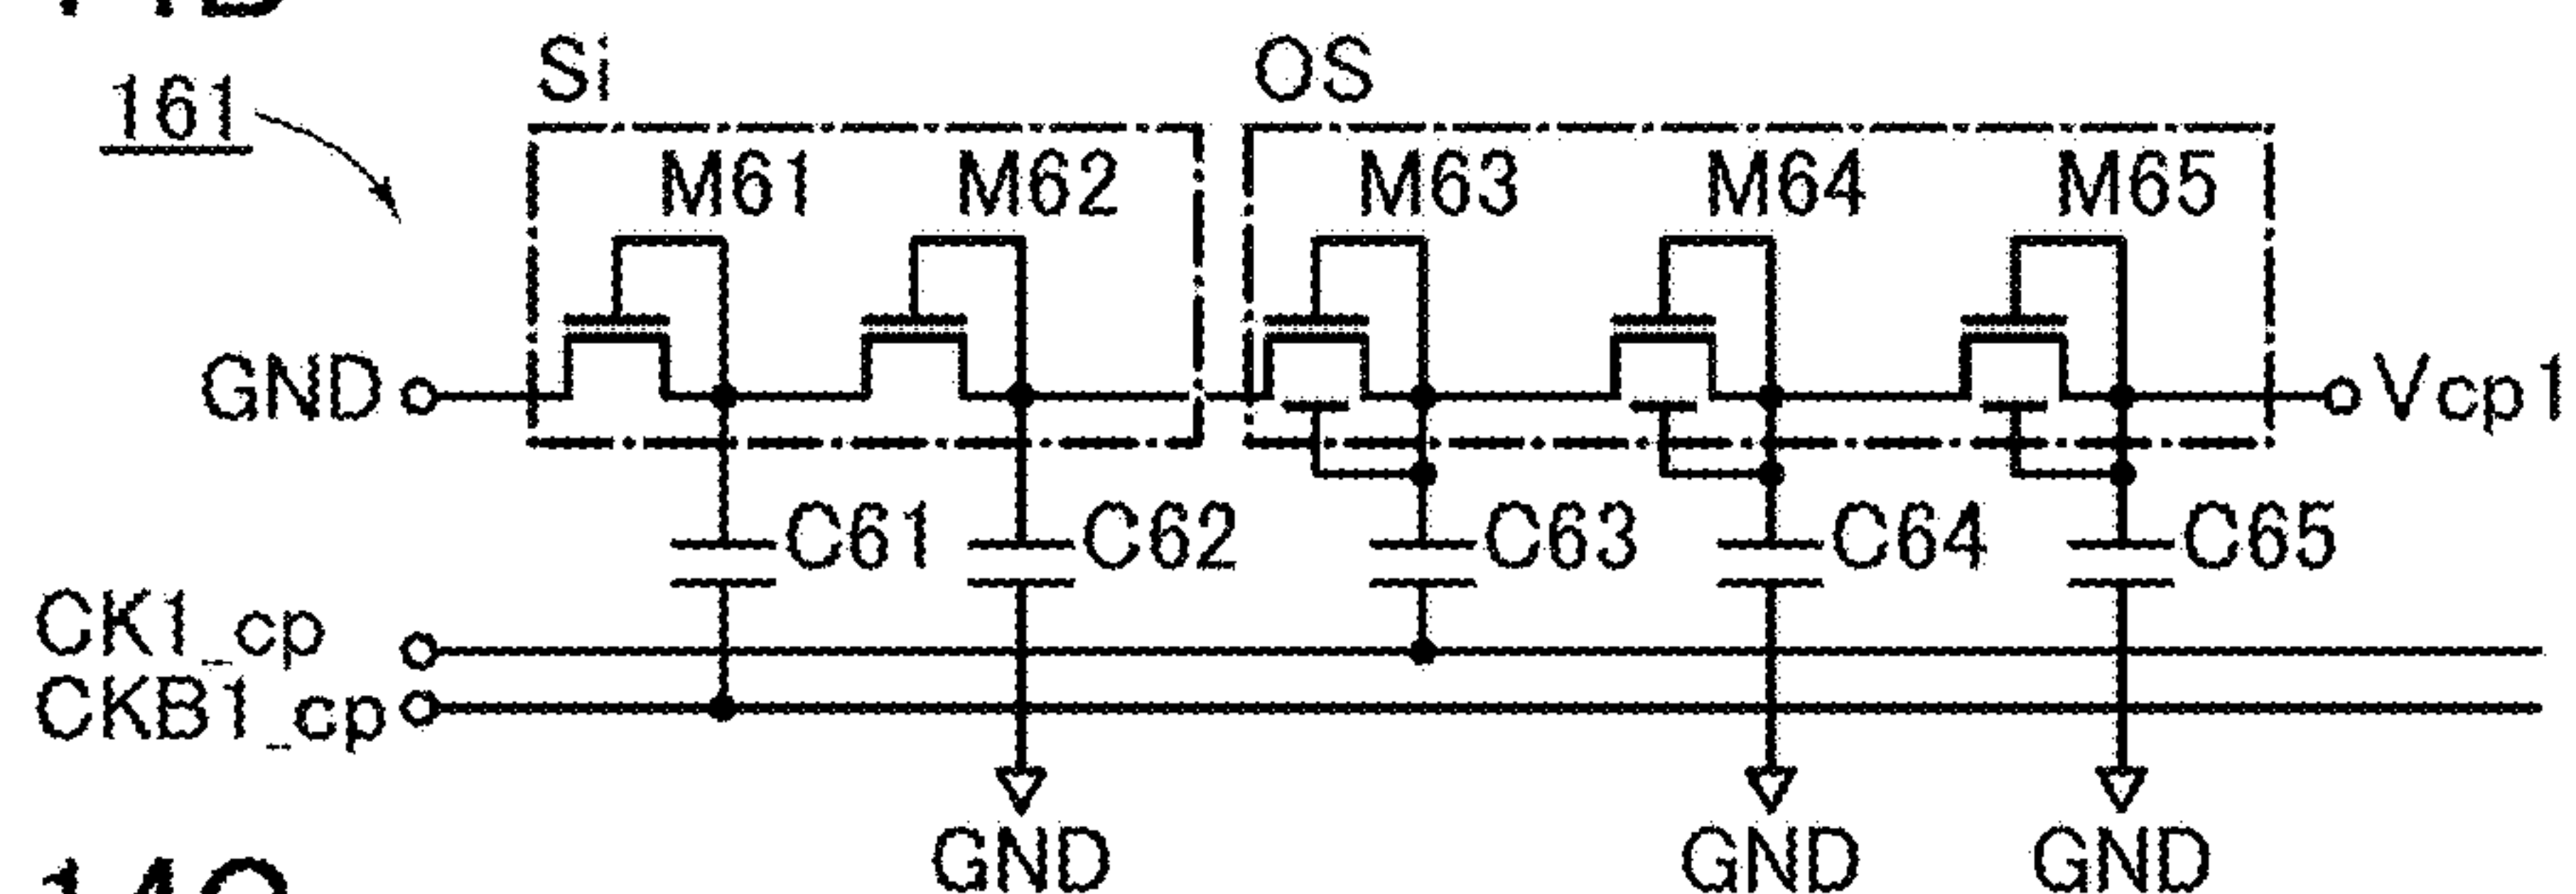 161
Si
OS
M61 M62 M63 M64 M65
GND Vcp1
C61 C62 C63 C64 C65
CK1_cp
CKB1_cp
GND GND GND